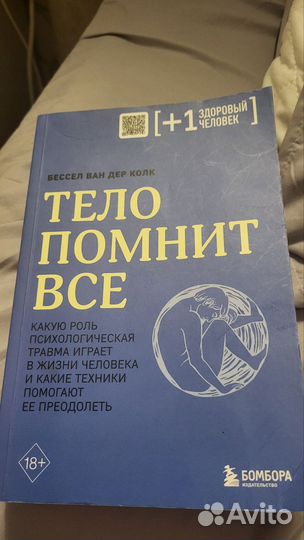 [+1 ЗДОРОВЫЙ
ЧЕЛОВЕК ]
БЕССЕЛ ВАН ДЕР КОЛК
ТЕЛО
ПОМНИТ
ВСЕ
КАКУЮ РОЛЬ
ПСИХОЛОГИЧЕСКАЯ
ТРАВМА ИГРАЕТ
В ЖИЗНИ ЧЕЛОВЕКА
И КАКИЕ ТЕХНИКИ
ПОМОГАЮТ
ЕЕ ПРЕОДОЛЕТЬ
18+
БОМБОРА
ИЗДАТЕЛЬСТВО
Avito